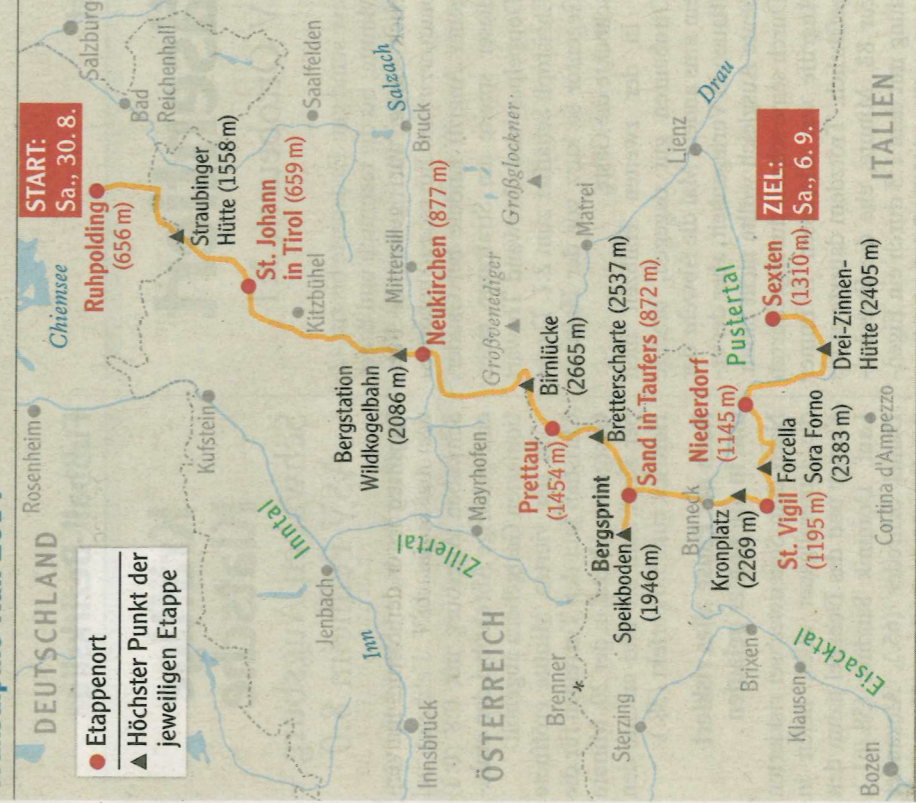 DEUTSCHLAND
Etappenort
Höchster Punkt der
jeweiligen Etappe
Rosenheim
Chiemsee
START:
Sa., 30. 8.
Ruhpolding
(656 m)
Salzburg
Bad
Reichenhall
Straubinger
Hütte (1558 m)
St. Johann
in Tirol (659 m)
Saalfelden
Kufstein
Kitzbühel
Inntal
Jenbach
Inn
Innsbruck
Salzach
Bruck
Mittersill
Neukirchen (877 m)
Bergstation
Wildkogelbahn
(2086 m)
Mayrhofen
Zillertal
ÖSTERREICH
Großvenediger
Großglockner
Matrei
Birnlücke
(2665 m)
Prettau
(1454 m)
Bretterscharte (2537 m)
Sand in Taufers (872 m)
Bergsprint
Speikboden
(1946 m)
Brenner
Sterzing
Lienz
Drau
Pustertal
Niederdorf
(1145 m)
Bruneck
Kronplatz
(2269 m)
St. Vigil
(1195 m)
Forcella
Sora Forno
(2383 m)
ZIEL:
Sa., 6. 9.
Sexten
(1310 m)
Drei-Zinnen-
Hütte (2405 m)
Cortina d'Ampezzo
ITALIEN
Brixen
Klausen
Eisacktal
Bozen